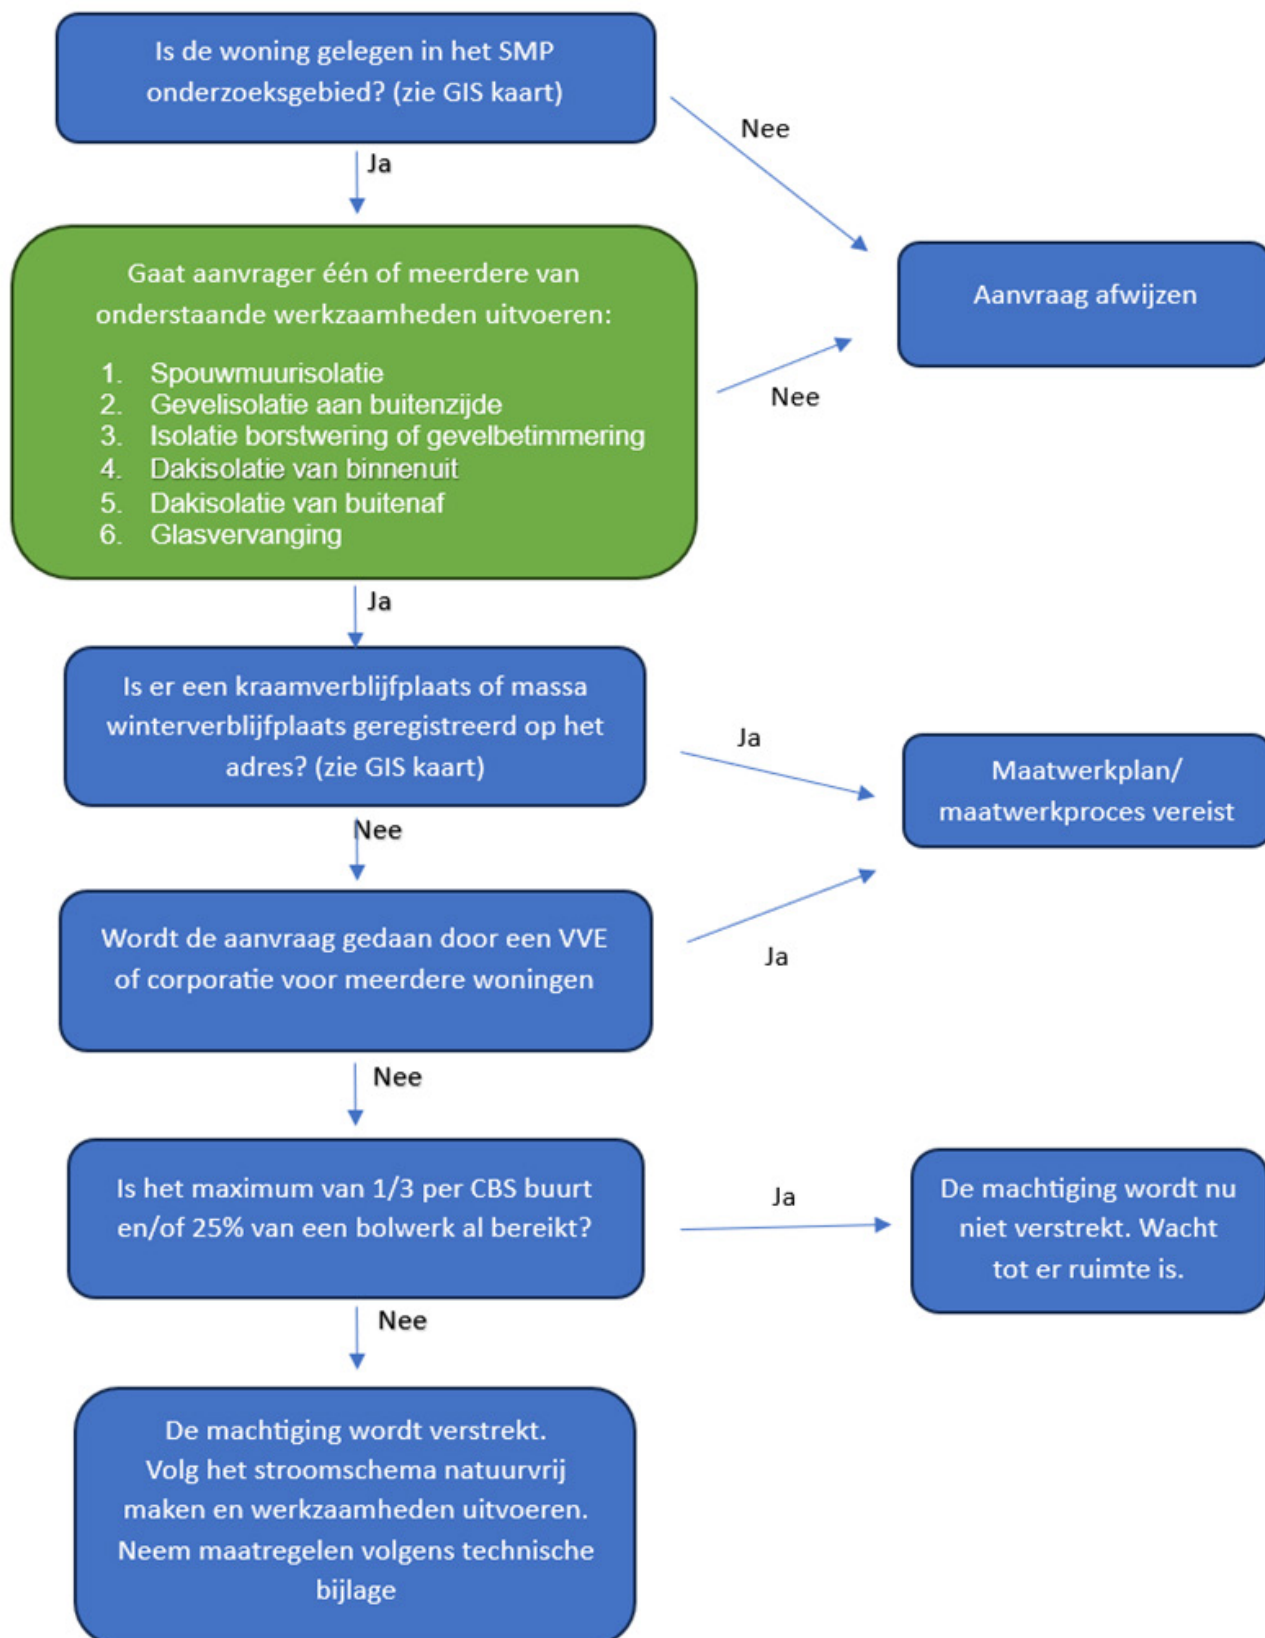 Is de woning gelegen in het SMP
onderzoeksgebied? (zie GIS kaart)
Nee
Ja
Gaat aanvrager één of meerdere van
onderstaande werkzaamheden uitvoeren:
1. Spouwmuurisolatie
2. Gevelisolatie aan buitenzijde
3. Isolatie borstwering of gevelbetimmering
4. Dakisolatie van binnenuit
5. Dakisolatie van buitenaf
6. Glasvervanging
Aanvraag afwijzen
Nee
Ja
Is er een kraamverblijfplaats of massa
winterverblijfplaats geregistreerd op het
adres? (zie GIS kaart)
Ja
Maatwerkplan/
maatwerkproces vereist
Nee
Wordt de aanvraag gedaan door een VVE
of corporatie voor meerdere woningen
Ja
Nee
Is het maximum van 1/3 per CBS buurt
en/of 25% van een bolwerk al bereikt?
Ja
De machtiging wordt nu
niet verstrekt. Wacht
tot er ruimte is.
Nee
De machtiging wordt verstrekt.
Volg het stroomschema natuurvrij
maken en werkzaamheden uitvoeren.
Neem maatregelen volgens technische
bijlage